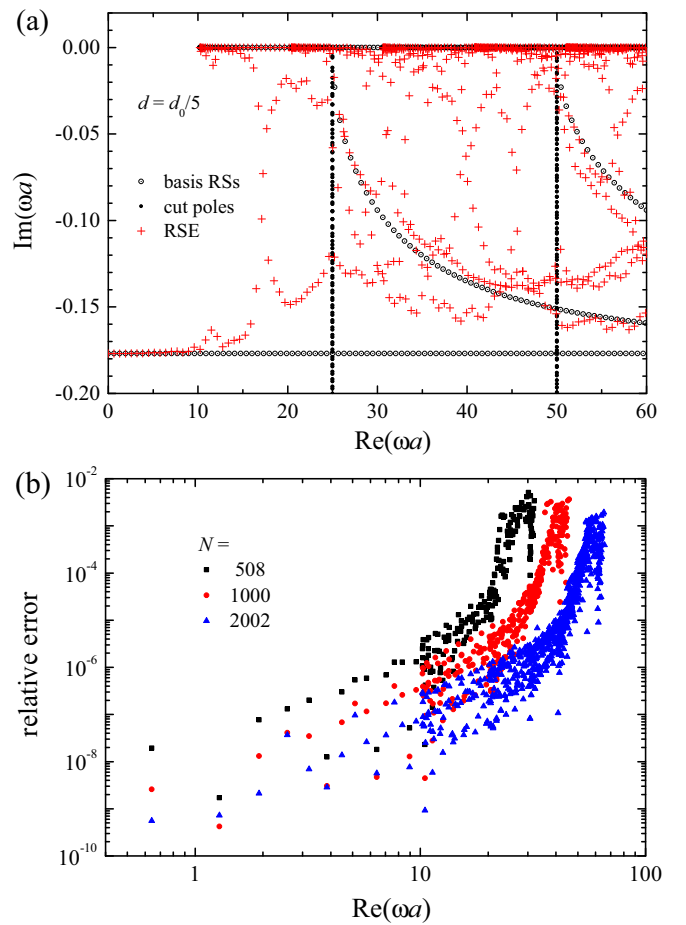 (a)
0.00
-0.05
-0.10
-0.15
-0.20
Im(ωa)
d = d₀/5
basis RSs
cut poles
RSE
0 10 20 30 40 50 60
Re(ωa)
(b)
10⁻²
10⁻⁴
10⁻⁶
10⁻⁸
10⁻¹⁰
relative error
N =
508
1000
2002
1 10 100
Re(ωa)